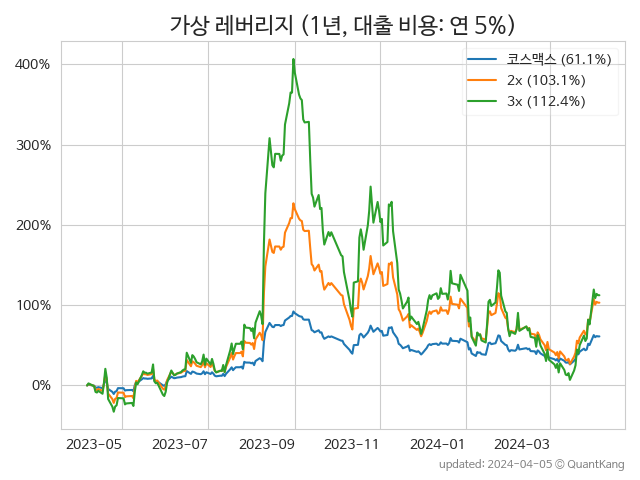 가상 레버리지 (1년, 대출 비용: 연 5%)
코스맥스 (61.1%)
2x (103.1%)
3x (112.4%)
400%
300%
200%
100%
0%
2023-05 2023-07 2023-09 2023-11 2024-01 2024-03
updated: 2024-04-05 © QuantKang